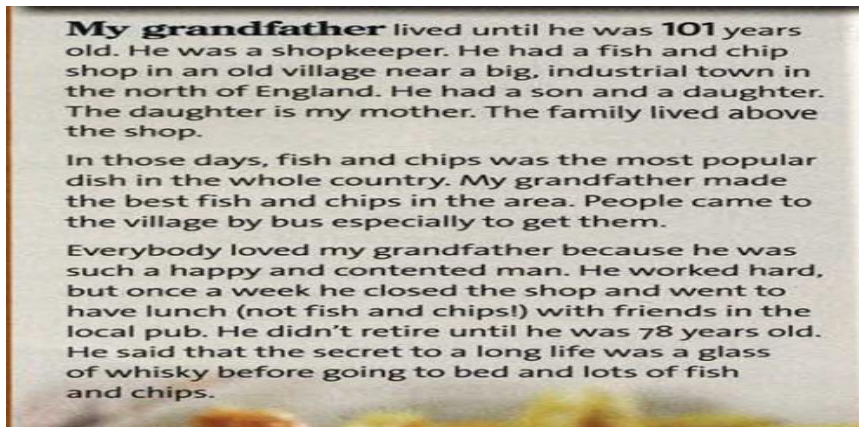 My grandfather lived until he was 101 years
old. He was a shopkeeper. He had a fish and chip
shop in an old village near a big, industrial town in
the north of England. He had a son and a daughter.
The daughter is my mother. The family lived above
the shop.
In those days, fish and chips was the most popular
dish in the whole country. My grandfather made
the best fish and chips in the area. People came to
the village by bus especially to get them.
Everybody loved my grandfather because he was
such a happy and contented man. He worked hard,
but once a week he closed the shop and went to
have lunch (not fish and chips!) with friends in the
local pub. He didn't retire until he was 78 years old.
He said that the secret to a long life was a glass
of whisky before going to bed and lots of fish
and chips.